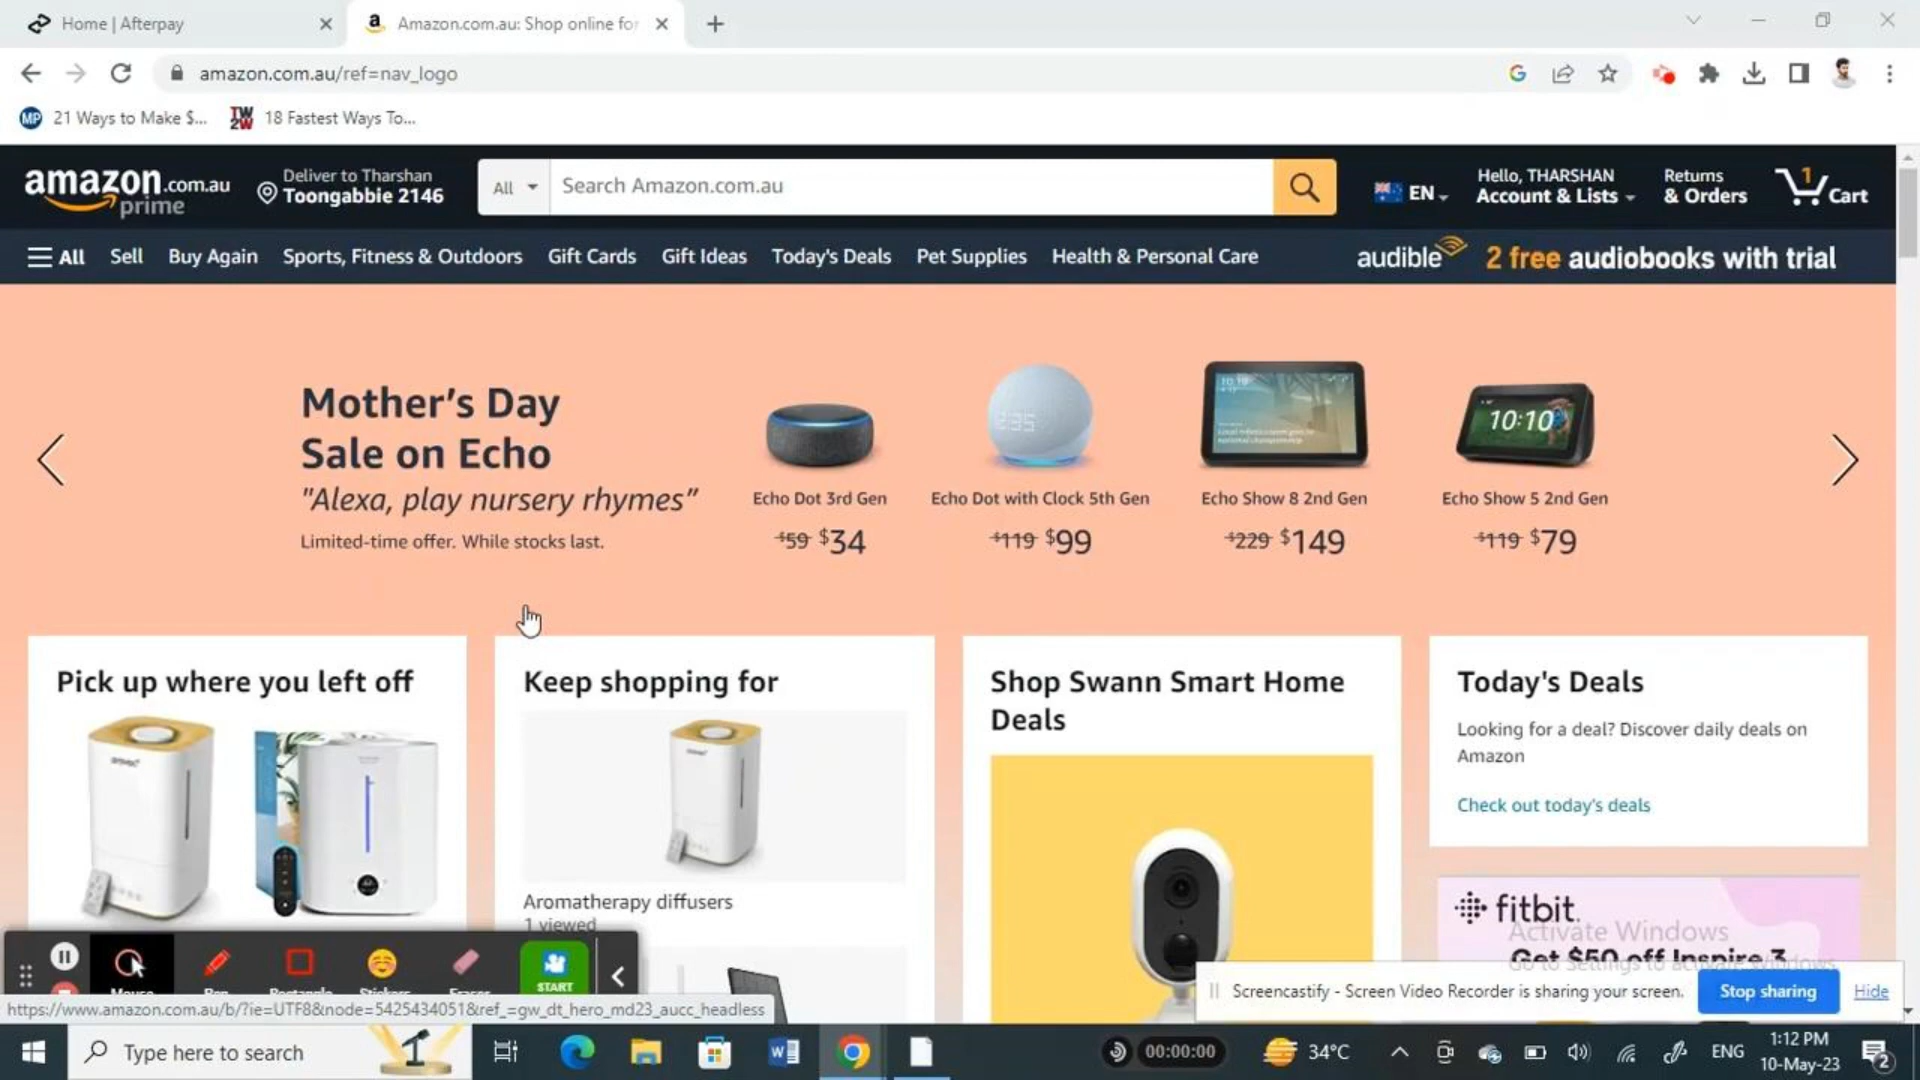 Home | Afterpay
Amazon.com.au: Shop online for
amazon.com.au/ref=nav_logo
MP 21 Ways to Make $...
TW 2W 18 Fastest Ways To...
amazon.com.au
prime
Deliver to Tharshan
Toongabbie 2146
All
Search Amazon.com.au
EN
Hello, THARSHAN
Account & Lists
Returns
& Orders
1
Cart
All
Sell
Buy Again
Sports, Fitness & Outdoors
Gift Cards
Gift Ideas
Today's Deals
Pet Supplies
Health & Personal Care
audible
2 free audiobooks with trial
Mother's Day
Sale on Echo
"Alexa, play nursery rhymes"
Limited-time offer. While stocks last.
10:10
Echo Dot 3rd Gen
$59 $34
Echo Dot with Clock 5th Gen
$119 $99
Echo Show 8 2nd Gen
$229 $149
Echo Show 5 2nd Gen
$119 $79
Pick up where you left off
Keep shopping for
Aromatherapy diffusers
1 viewed
Shop Swann Smart Home
Deals
Today's Deals
Looking for a deal? Discover daily deals on
Amazon
Check out today's deals
fitbit
Activate Windows
Get $50 off Inspire 3
Go to Settings to activate Windows.
Mouse
Pen
Rectangle
Stickers
Eraser
START
https://www.amazon.com.au/b/?ie=UTF8&node=5425434051&ref_=gw_dt_hero_md23_aucc_headless
Screencastify - Screen Video Recorder is sharing your screen.
Stop sharing
Hide
Type here to search
00:00:00
34°C
ENG
1:12 PM
10-May-23
2